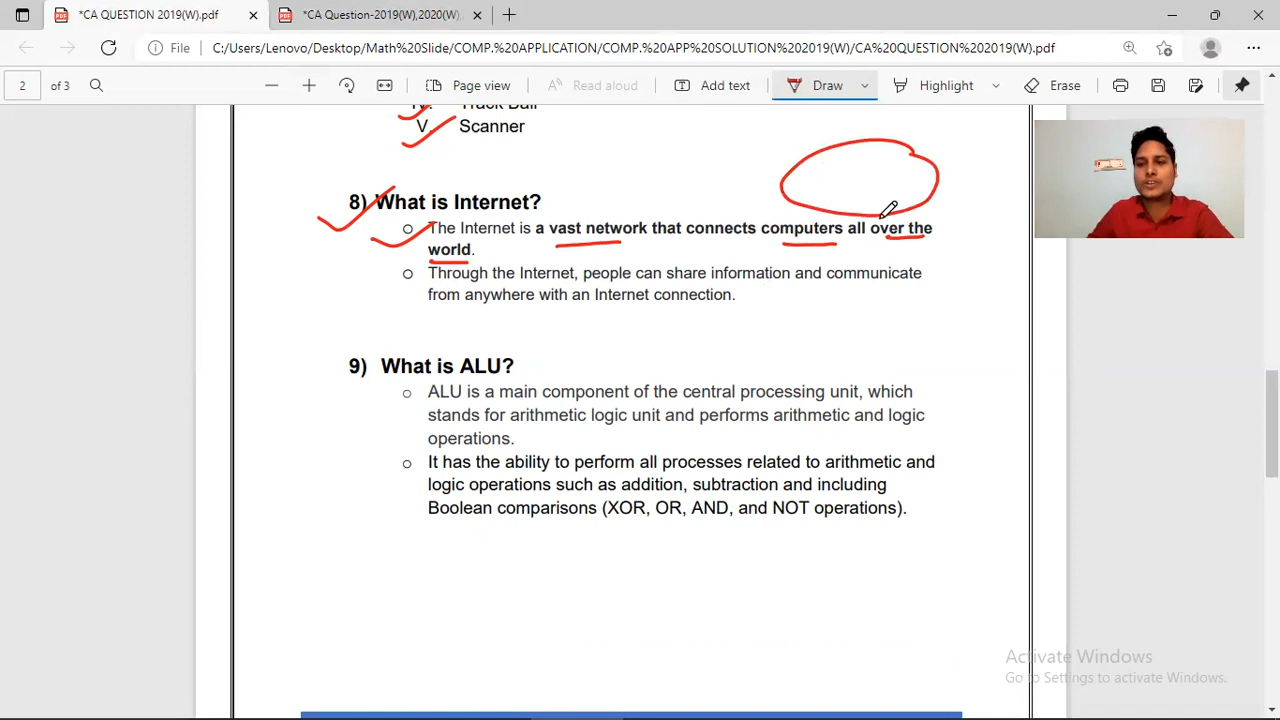 *CA QUESTION 2019(W).pdf
*CA Question-2019(W),2020(W)
File
C:/Users/Lenovo/Desktop/Math%20Slide/COMP.%20APPLICATION/COMP.%20APP%20SOLUTION%202019(W)/CA%20QUESTION%202019(W).pdf
2 of 3
Page view
Read aloud
Add text
Draw
Highlight
Erase
IV. Track Ball
V. Scanner
8) What is Internet?
o The Internet is a vast network that connects computers all over the
world.
o Through the Internet, people can share information and communicate
from anywhere with an Internet connection.
9) What is ALU?
o ALU is a main component of the central processing unit, which
stands for arithmetic logic unit and performs arithmetic and logic
operations.
o It has the ability to perform all processes related to arithmetic and
logic operations such as addition, subtraction and including
Boolean comparisons (XOR, OR, AND, and NOT operations).
Activate Windows
Go to Settings to activate Windows.